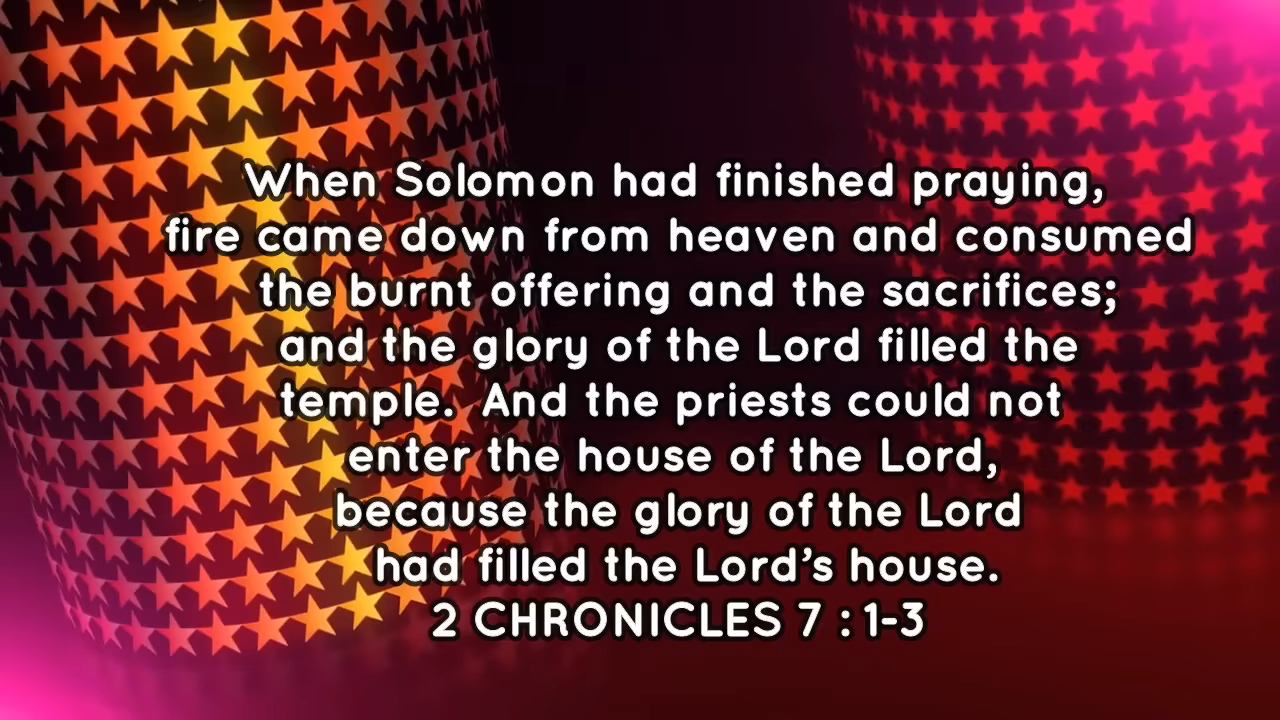 When Solomon had finished praying,
fire came down from heaven and consumed
the burnt offering and the sacrifices;
and the glory of the Lord filled the
temple.  And the priests could not
enter the house of the Lord,
because the glory of the Lord
had filled the Lord’s house.
2 CHRONICLES 7 : 1-3